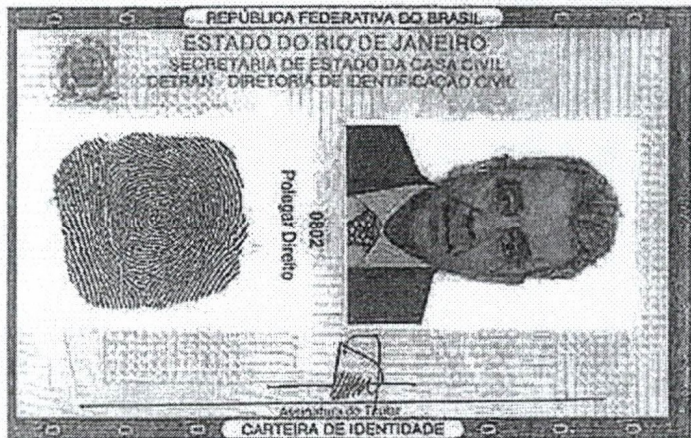 REPÚBLICA FEDERATIVA DO BRASIL
ESTADO DO RIO DE JANEIRO
SECRETARIA DE ESTADO DA CASA CIVIL
DETRAN DIRETORIA DE IDENTIFICAÇÃO CIVIL
0802
Polegar Direito
Assinatura do Titular
CARTEIRA DE IDENTIDADE